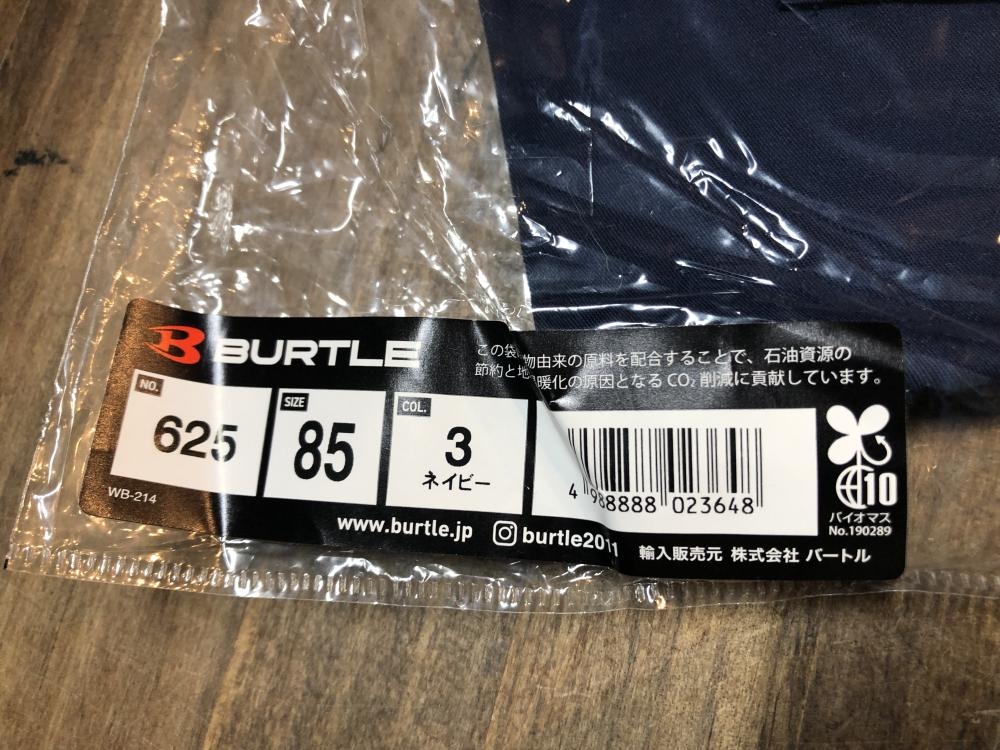 BURTLE
この袋
物由来の原料を配合することで、石油資源の
節約と地
暖化の原因となるCO₂削減に貢献しています。
NO.
625
SIZE
85
COL.
3
ネイビー
4 988888 023648
10
バイオマス
No.190289
WB-214
www.burtle.jp
burtle2011
輸入販売元 株式会社 バートル